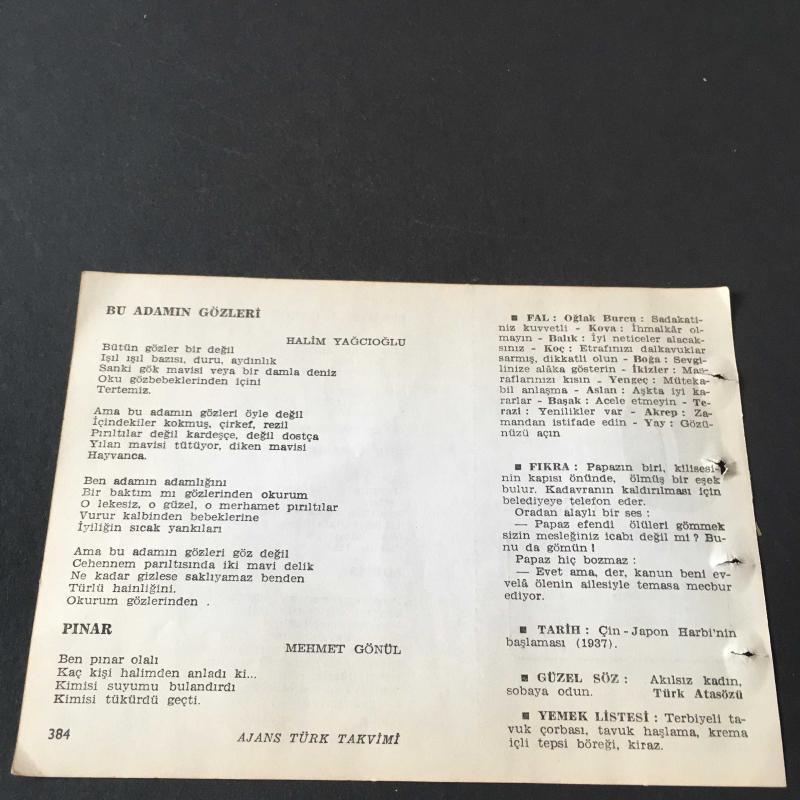 BU ADAMIN GÖZLERİ
HALİM YAĞCIOĞLU
Bütün gözler bir değil
Işıl ışıl bazısı, duru, aydınlık
Sanki gök mavisi veya bir damla deniz
Oku gözbebeklerinden içini
Tertemiz.
Ama bu adamın gözleri öyle değil
İçindekiler kokmuş, çirkef, rezil
Pırıltılar değil kardeşçe, değil dostça
Yılan mavisi tütüyor, diken mavisi
Hayvanca.
Ben adamın adamlığını
Bir baktım mı gözlerinden okurum
O lekesiz, o güzel, o merhamet pırıltılar
Vurur kalbinden bebeklerine
İyiliğin sıcak yankıları
Ama bu adamın gözleri göz değil
Cehennem parıltısında iki mavi delik
Ne kadar gizlese saklıyamaz benden
Türlü hainliğini.
Okurum gözlerinden .
PINAR
MEHMET GÖNÜL
Ben pınar olalı
Kaç kişi halimden anladı ki...
Kimisi suyumu bulandırdı
Kimisi tükürdü geçti.
384
AJANS TÜRK TAKVİMİ
■ FAL : Oğlak Burcu : Sadakati-
niz kuvvetli - Kova : İhmalkâr ol-
mayın - Balık : İyi neticeler alacak-
sınız - Koç : Etrafınızı dalkavuklar
sarmış, dikkatli olun - Boğa : Sevgi-
linize alâka gösterin - İkizler : Mas-
raflarınızı kısın - Yengeç : Müteka-
bil anlaşma - Aslan : Aşkta iyi ka-
rarlar - Başak : Acele etmeyin - Te-
razi : Yenilikler var - Akrep : Za-
mandan istifade edin - Yay : Gözü-
nüzü açın
■ FIKRA : Papazın biri, kilisesi-
nin kapısı önünde, ölmüş bir eşek
bulur. Kadavranın kaldırılması için
belediyeye telefon eder.
Oradan alaylı bir ses :
— Papaz efendi ölüleri gömmek
sizin mesleğiniz icabı değil mi ? Bu-
nu da gömün !
Papaz hiç bozmaz :
— Evet ama, der, kanun beni ev-
velâ ölenin ailesiyle temasa mecbur
ediyor.
■ TARİH : Çin - Japon Harbi'nin
başlaması (1937).
■ GÜZEL SÖZ : Akılsız kadın,
sobaya odun. Türk Atasözü
■ YEMEK LİSTESİ : Terbiyeli ta-
vuk çorbası, tavuk haşlama, krema
içli tepsi böreği, kiraz.